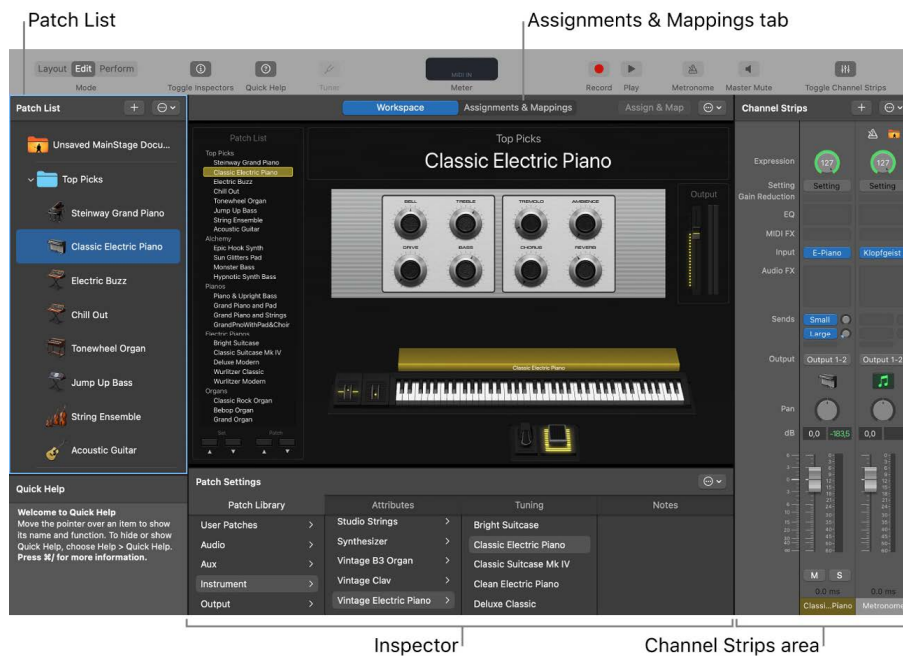 Patch List
Assignments & Mappings tab
Layout Edit Perform
Mode
Toggle Inspectors
Quick Help
Tuner
MIDI IN
Meter
Record
Play
Metronome
Master Mute
Toggle Channel Strips
Patch List
Unsaved MainStage Docu...
Top Picks
Steinway Grand Piano
Classic Electric Piano
Electric Buzz
Chill Out
Tonewheel Organ
Jump Up Bass
String Ensemble
Acoustic Guitar
Quick Help
Welcome to Quick Help
Move the pointer over an item to show
its name and function. To hide or show
Quick Help, choose Help > Quick Help.
Press ⌘/ for more information.
Workspace
Assignments & Mappings
Assign & Map
Patch List
Top Picks
Steinway Grand Piano
Classic Electric Piano
Electric Buzz
Chill Out
Tonewheel Organ
Jump Up Bass
String Ensemble
Acoustic Guitar
Alchemy
Epic Hook Synth
Sun Glitters Pad
Monster Bass
Hypnotic Synth Bass
Pianos
Piano & Upright Bass
Grand Piano and Pad
Grand Piano and Strings
GrandPnoWithPad&Choir
Electric Pianos
Bright Suitcase
Classic Suitcase Mk IV
Deluxe Modern
Wurlitzer Classic
Wurlitzer Modern
Organs
Classic Rock Organ
Bebop Organ
Grand Organ
Set
Patch
Top Picks
Classic Electric Piano
BELL
TREBLE
TREMOLO
AMBIENCE
DRIVE
BASS
CHORUS
REVERB
Output
Classic Electric Piano
Patch Settings
Patch Library
Attributes
Tuning
Notes
User Patches
Audio
Aux
Instrument
Output
Studio Strings
Synthesizer
Vintage B3 Organ
Vintage Clav
Vintage Electric Piano
Bright Suitcase
Classic Electric Piano
Classic Suitcase Mk IV
Clean Electric Piano
Deluxe Classic
Channel Strips
Expression 127 127
Setting Setting Setting
Gain Reduction
EQ
MIDI FX
Input E-Piano Klopfgeist
Audio FX
Sends Small
Large
Output Output 1-2 Output 1-2
Pan
dB 0,0 -183,5 0,0
M S
0.0 ms 0.0 ms
Classi...Piano Metronome
Inspector
Channel Strips area